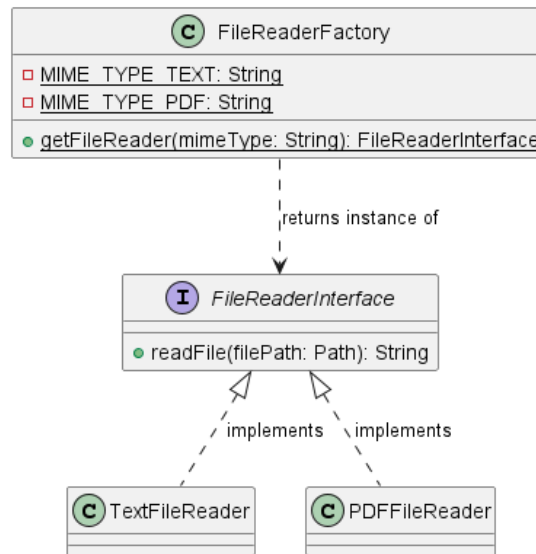 C FileReaderFactory
MIME_TYPE_TEXT: String
MIME_TYPE_PDF: String
getFileReader(mimeType: String): FileReaderInterface
returns instance of
I FileReaderInterface
readFile(filePath: Path): String
implements implements
C TextFileReader C PDFFileReader